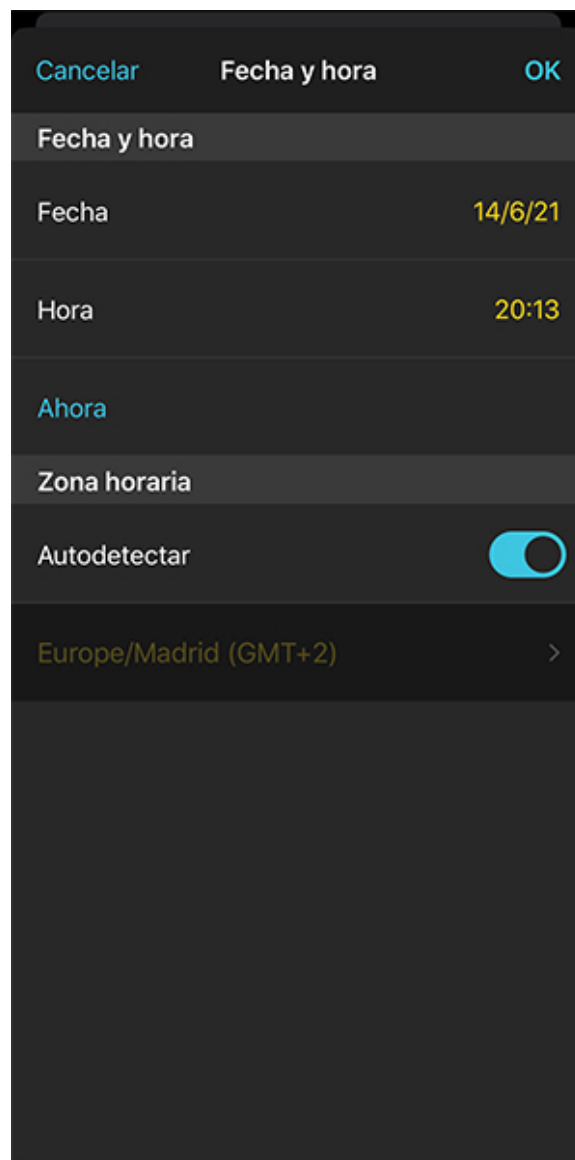 Cancelar Fecha y hora OK
Fecha y hora
Fecha 14/6/21
Hora 20:13
Ahora
Zona horaria
Autodetectar
Europe/Madrid (GMT+2)